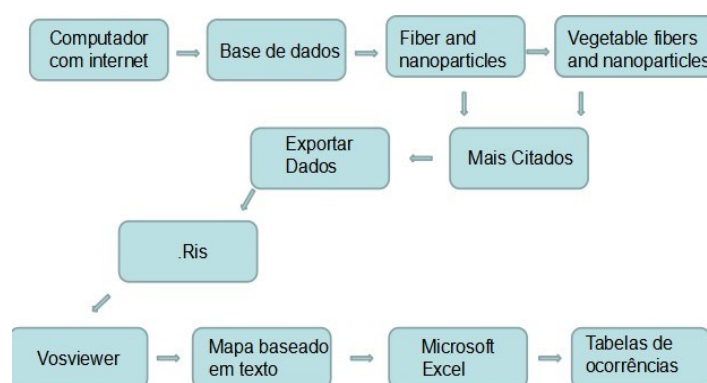 Computador
com internet
Base de dados
Fiber and
nanoparticles
Vegetable fibers
and nanoparticles
Mais Citados
Exportar
Dados
.Ris
Vosviewer
Mapa baseado
em texto
Microsoft
Excel
Tabelas de
ocorrências